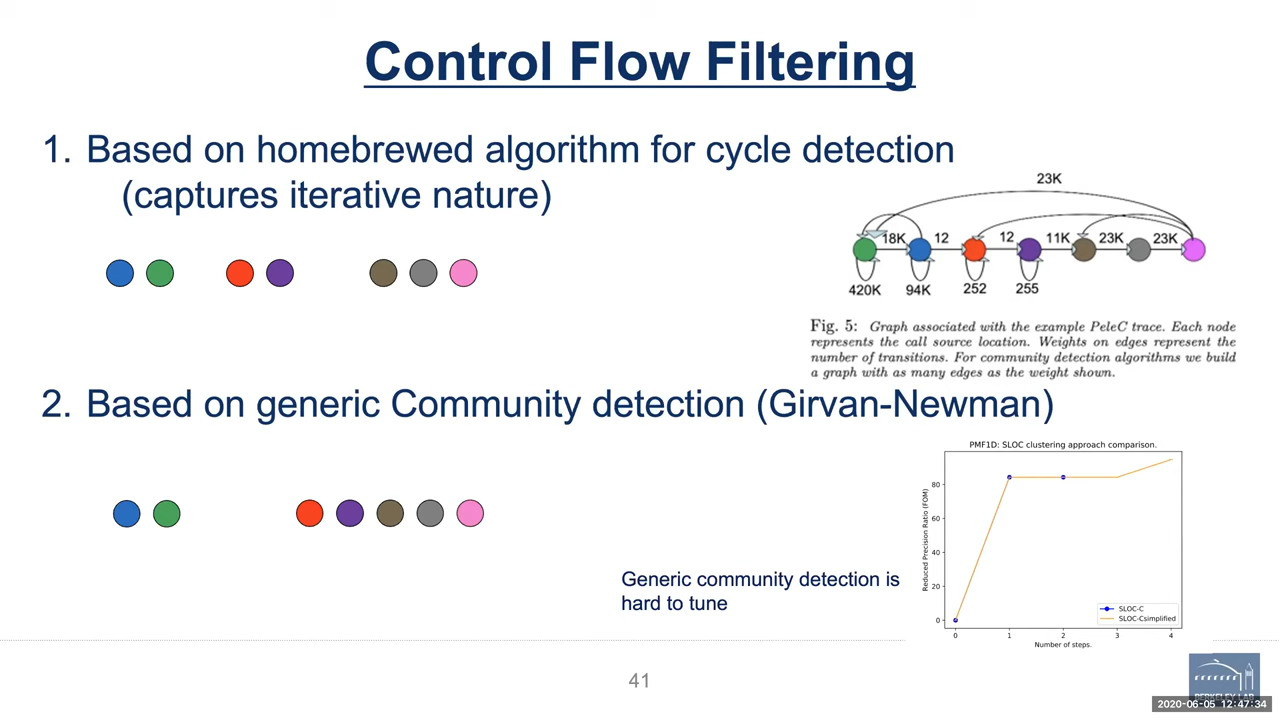 Control Flow Filtering
1. Based on homebrewed algorithm for cycle detection
(captures iterative nature)
23K
18K 12 12 11K 23K 23K
420K 94K 252 255
Fig. 5: Graph associated with the example PeleC trace. Each node
represents the call source location. Weights on edges represent the
number of transitions. For community detection algorithms we build
a graph with as many edges as the weight shown.
2. Based on generic Community detection (Girvan-Newman)
PMF1D: SLOC clustering approach comparison.
Reduced Precision Ratio (FOM)
80
60
40
20
0
0 1 2 3 4
Number of steps.
SLOC-C
SLOC-Csimplified
Generic community detection is
hard to tune
41
BERKELEY LAB
2020-06-05 12:47:34